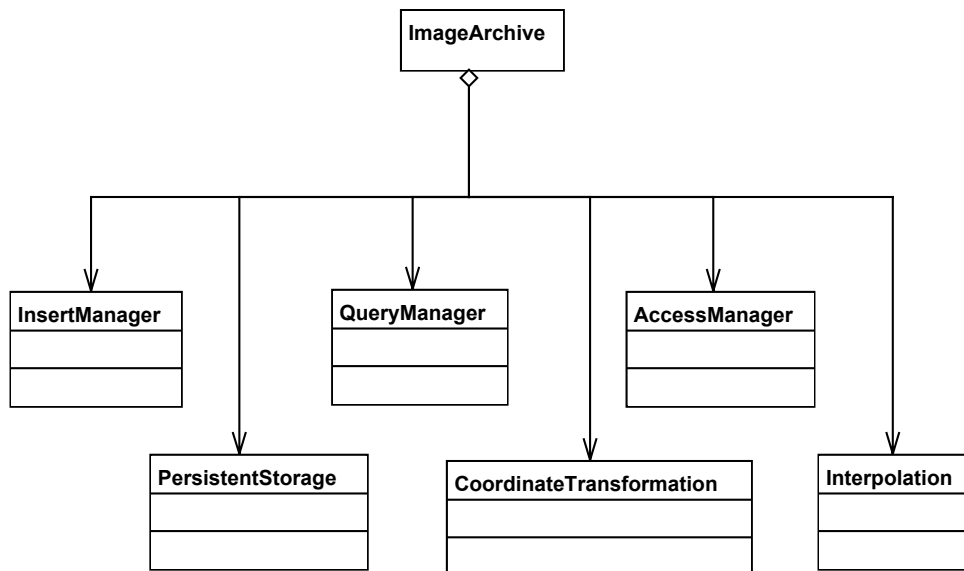 ImageArchive
InsertManager
QueryManager
AccessManager
PersistentStorage
CoordinateTransformation
Interpolation